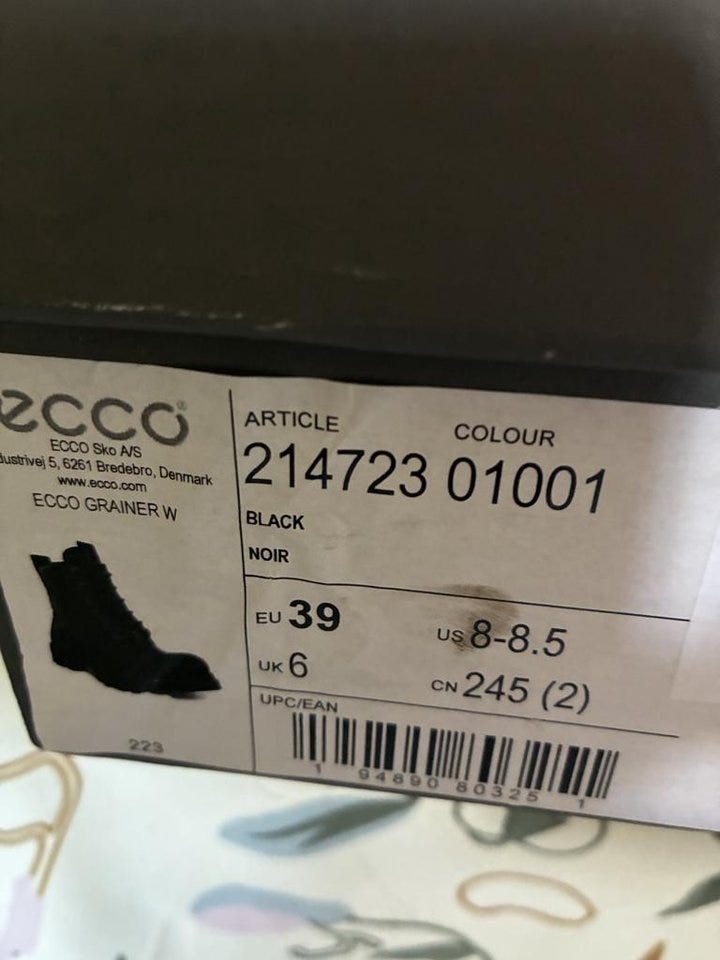 ecco®
ECCO Sko A/S
dustrivej 5, 6261 Bredebro, Denmark
www.ecco.com
ECCO GRAINER W
223
ARTICLE COLOUR
214723 01001
BLACK
NOIR
EU 39 US 8-8.5
UK 6 CN 245 (2)
UPC/EAN
1 94890 80325 1